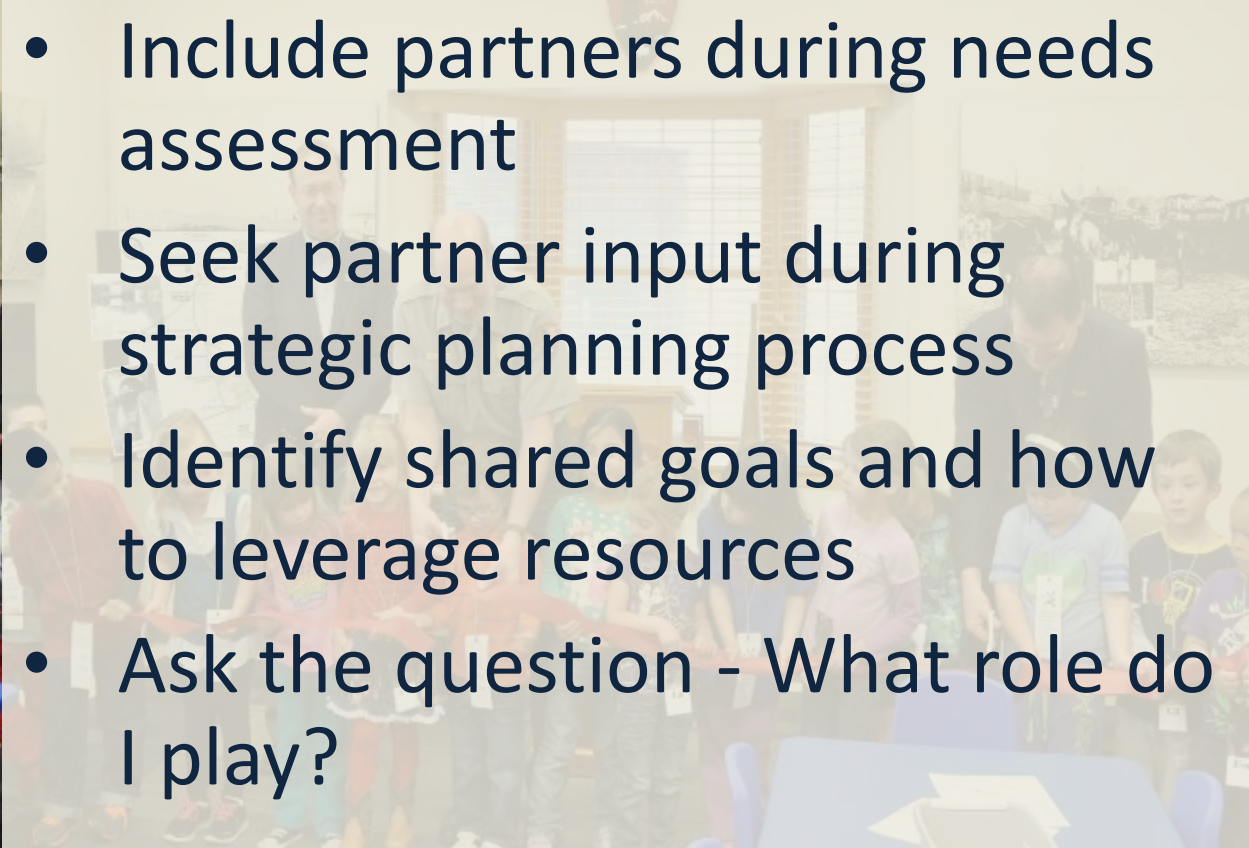 • Include partners during needs
assessment
• Seek partner input during
strategic planning process
• Identify shared goals and how
to leverage resources
• Ask the question - What role do
I play?